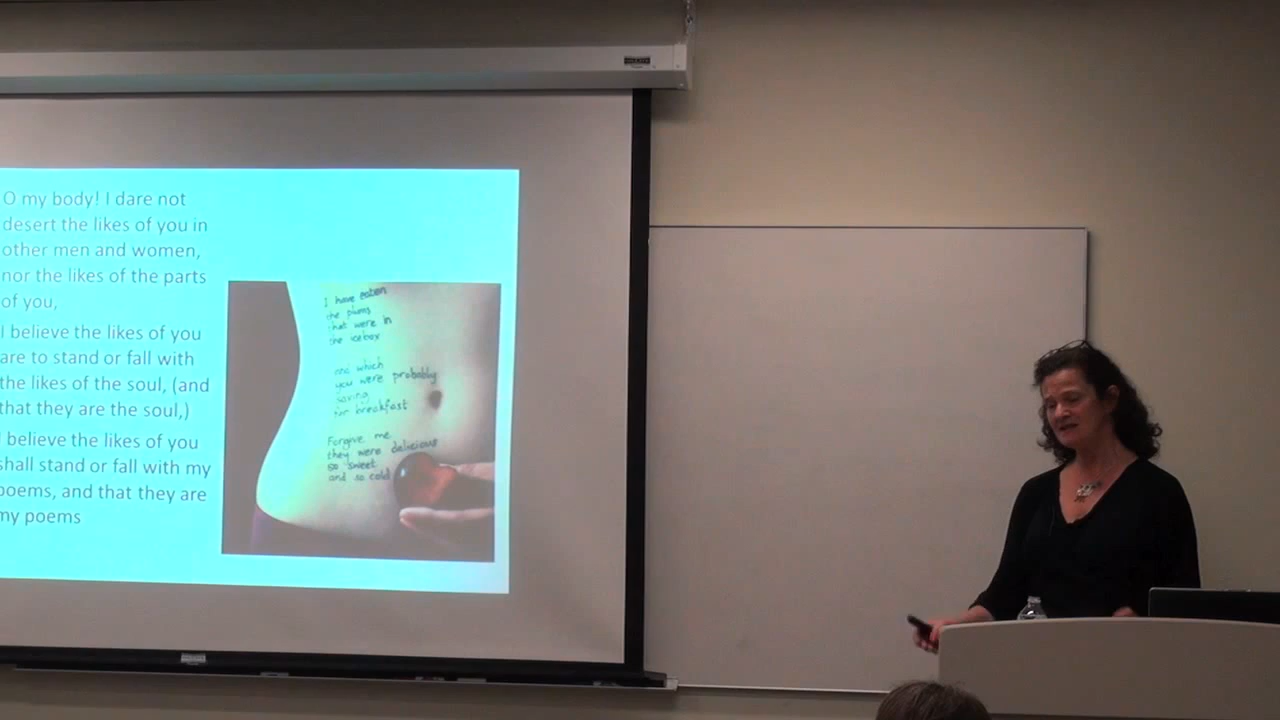 O my body! I dare not
desert the likes of you in
other men and women,
nor the likes of the parts
of you,
I believe the likes of you
are to stand or fall with
the likes of the soul, (and
that they are the soul,)
I believe the likes of you
shall stand or fall with my
poems, and that they are
my poems
I have eaten
the plums
that were in
the icebox
and which
you were probably
saving
for breakfast
Forgive me
they were delicious
so sweet
and so cold